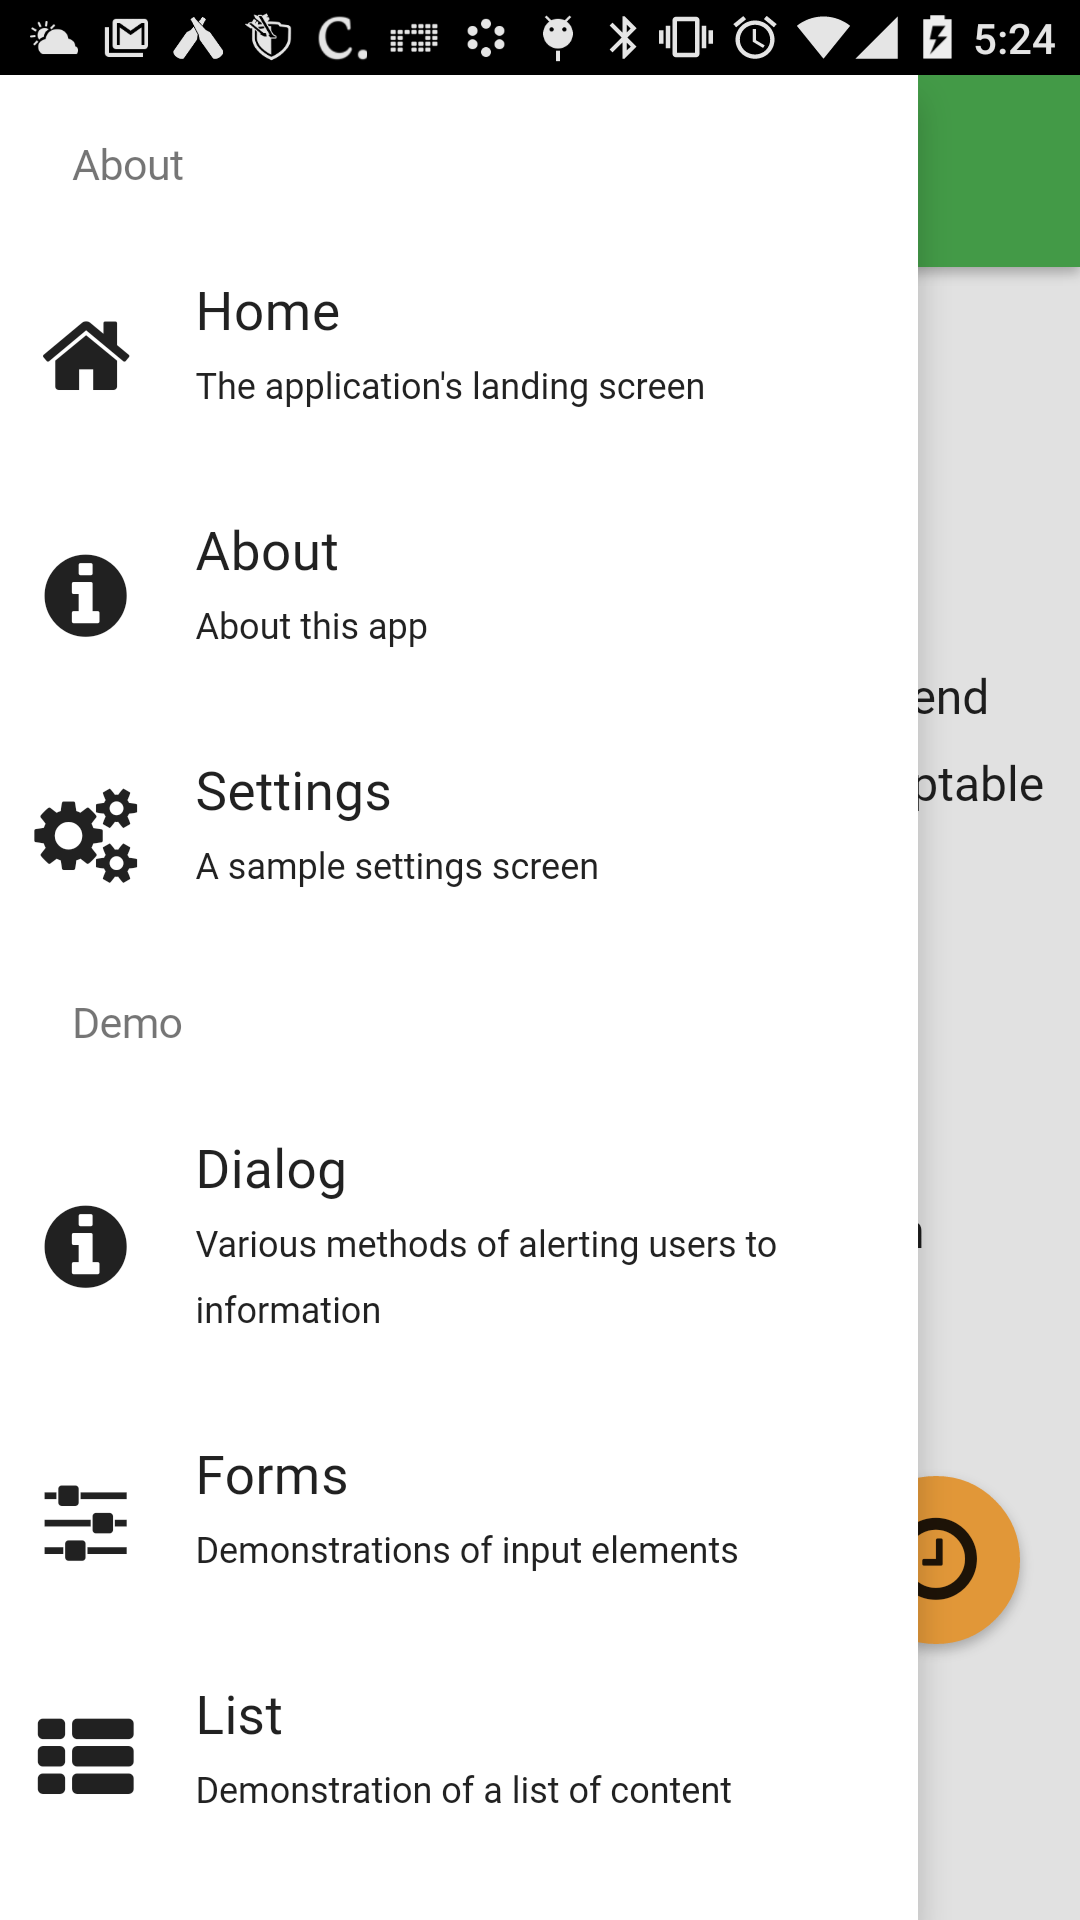 5:24
About
Home
The application's landing screen
About
About this app
end
Settings
ptable
A sample settings screen
Demo
Dialog
Various methods of alerting users to
information
Forms
Demonstrations of input elements
List
Demonstration of a list of content